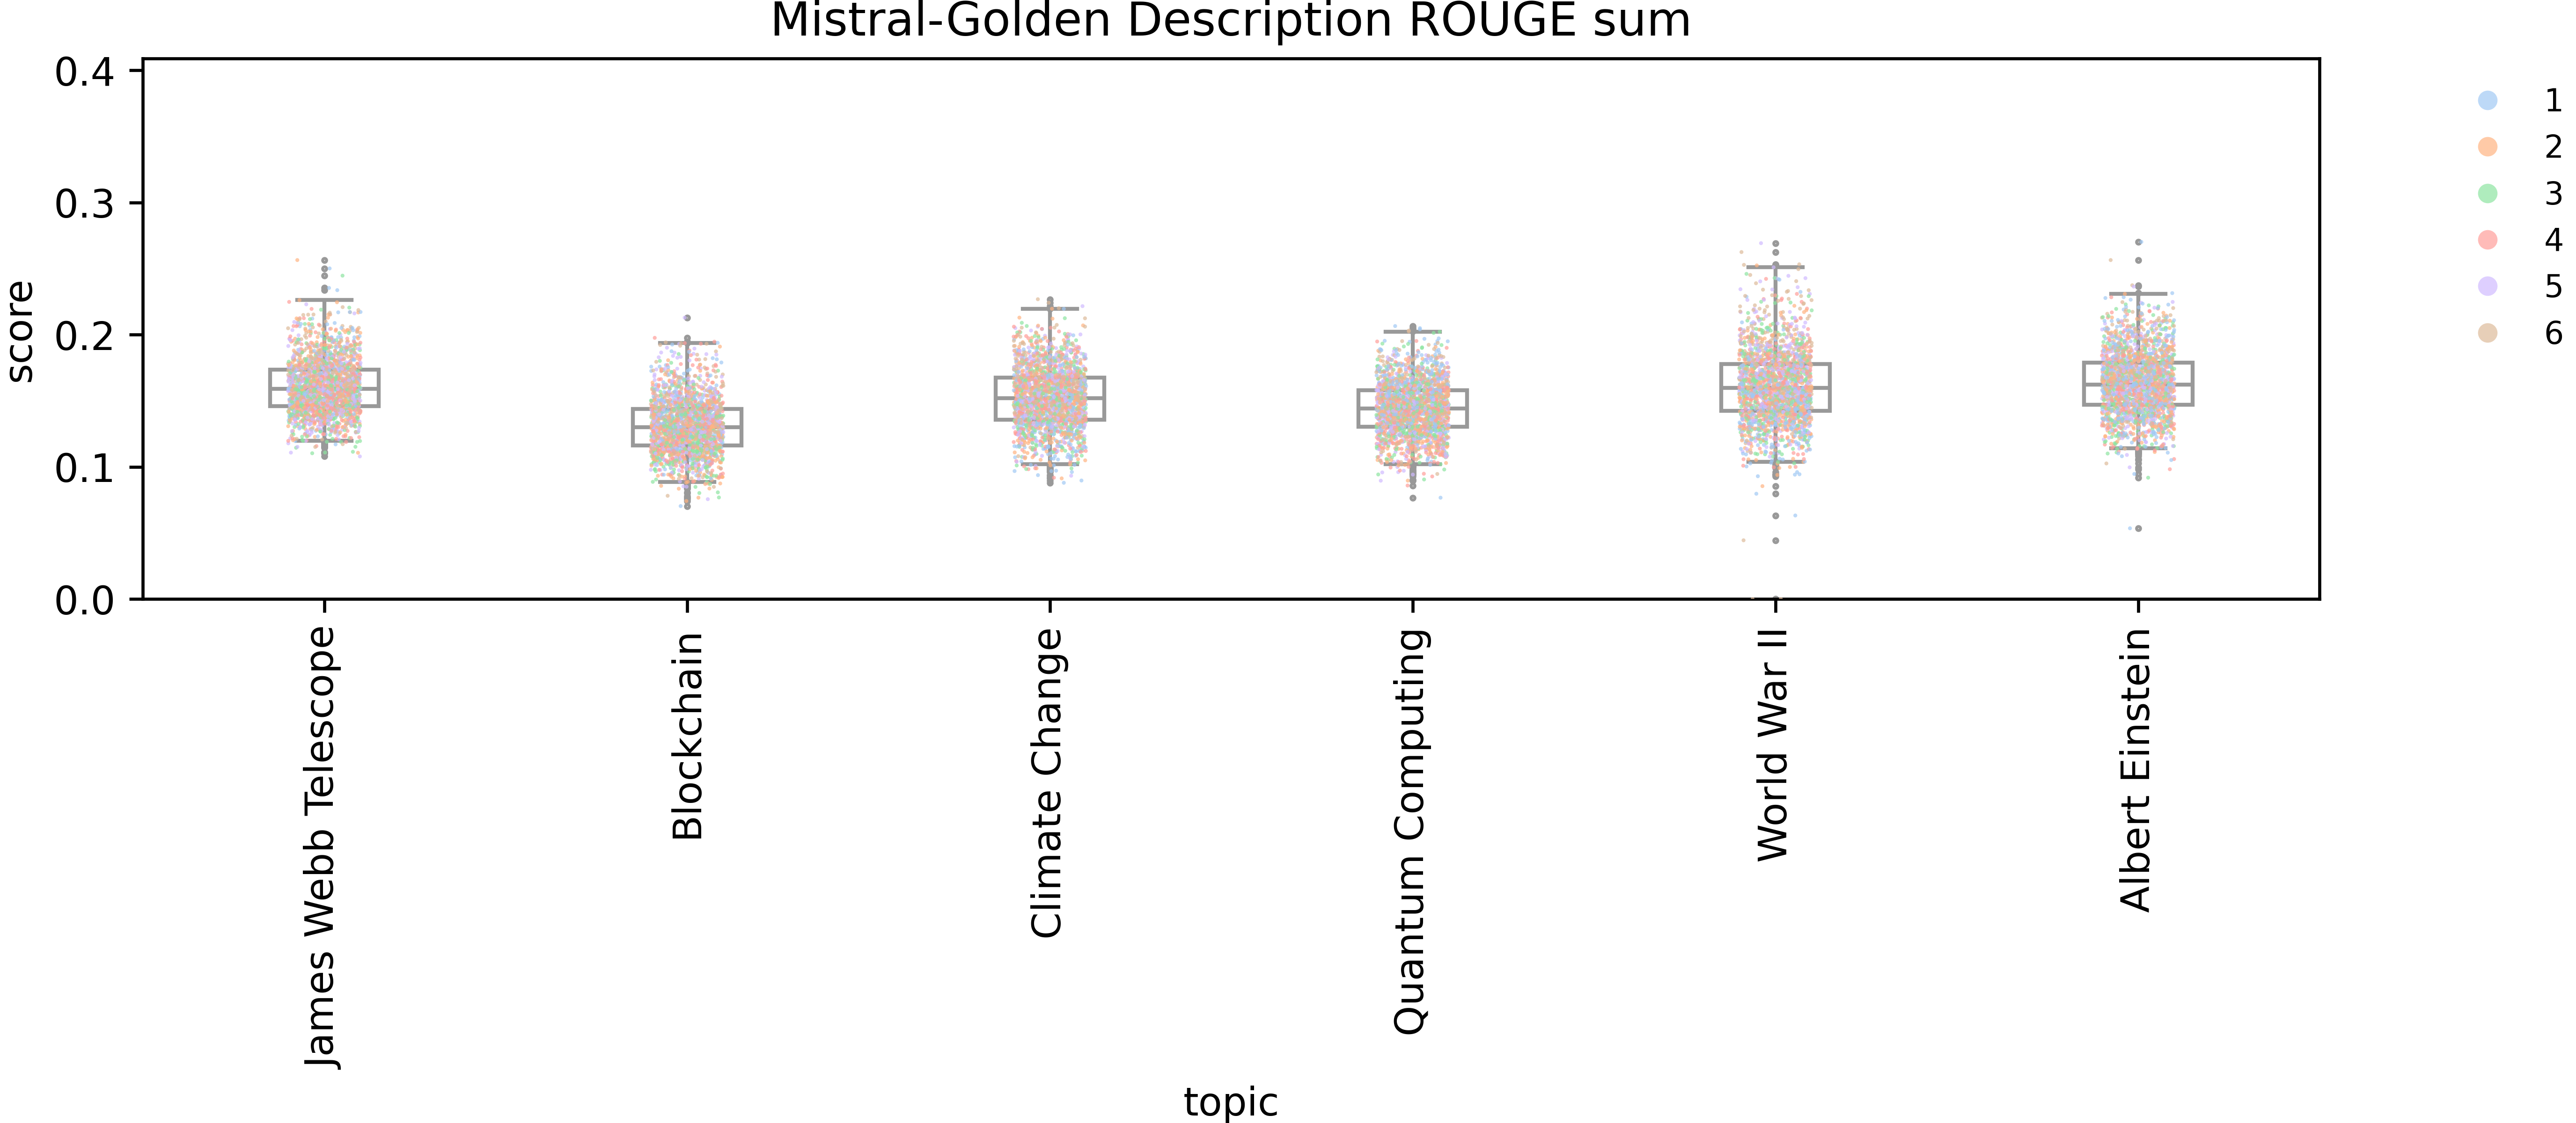 Mistral-Golden Description ROUGE sum
score
0.4
0.3
0.2
0.1
0.0
James Webb Telescope
Blockchain
Climate Change
Quantum Computing
World War II
Albert Einstein
topic
1
2
3
4
5
6